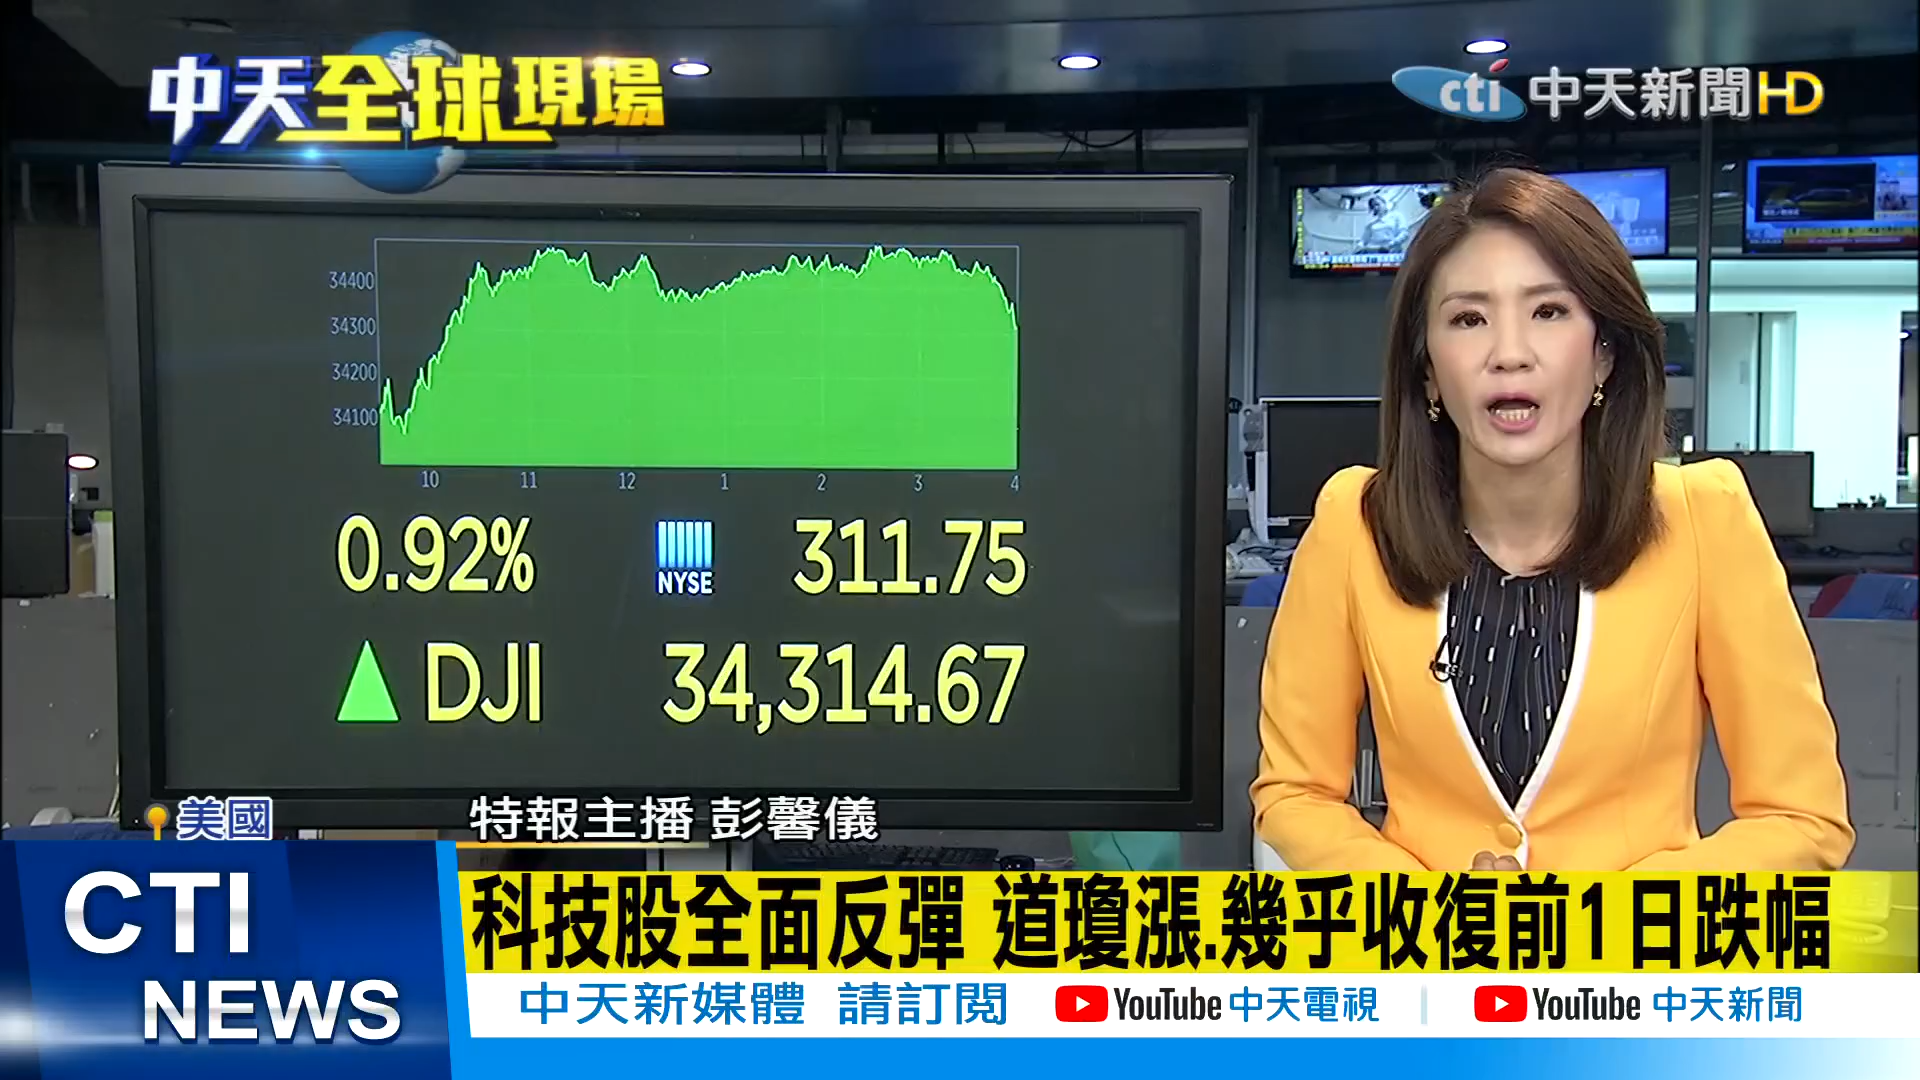 中天全球現場
cti 中天新聞HD
34400
34300
34200
34100
10 11 12 1 2 3 4
0.92% NYSE 311.75
▲ DJI 34,314.67
美國 特報主播 彭馨儀
CTI NEWS
科技股全面反彈 道瓊漲.幾乎收復前1日跌幅
中天新媒體 請訂閱 YouTube 中天電視 | YouTube 中天新聞